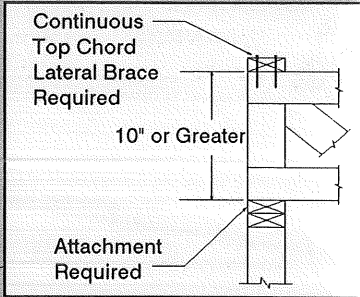 Continuous
Top Chord
Lateral Brace
Required
10" or Greater
Attachment
Required